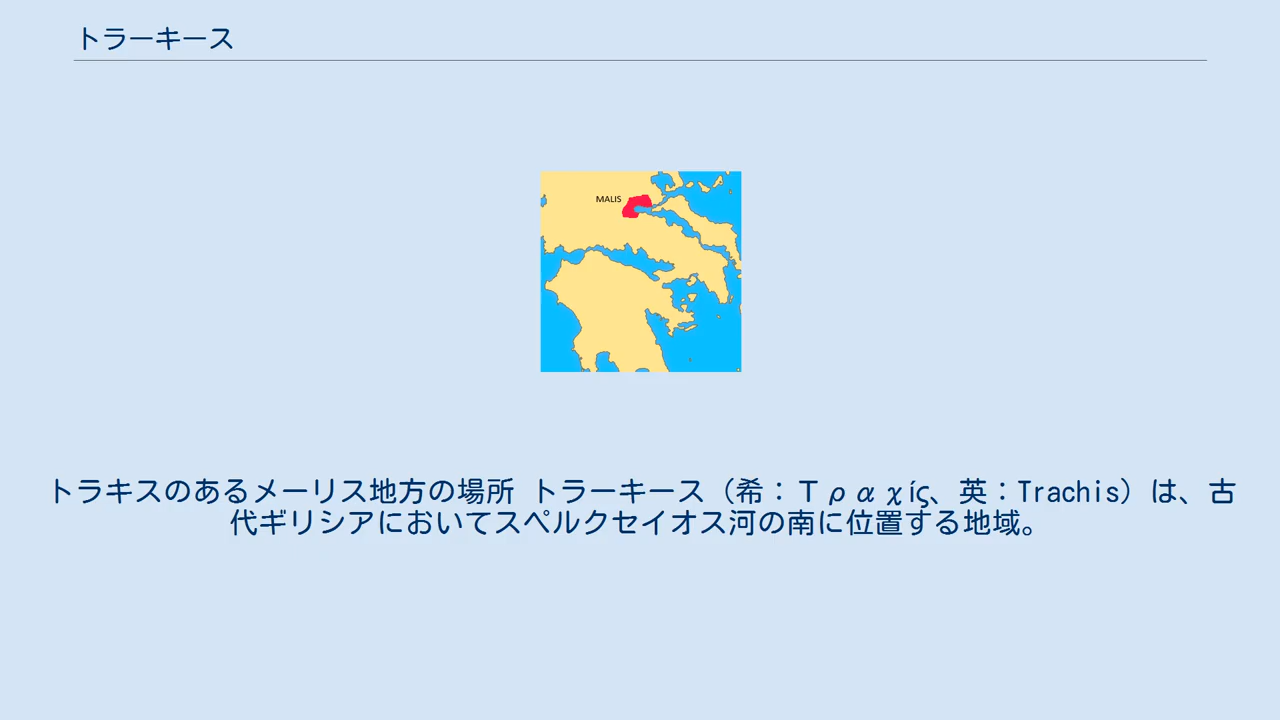 トラーキース
MALIS
トラキスのあるメーリス地方の場所 トラーキース（希：Τραχίς、英：Trachis）は、古
代ギリシアにおいてスペルクセイオス河の南に位置する地域。